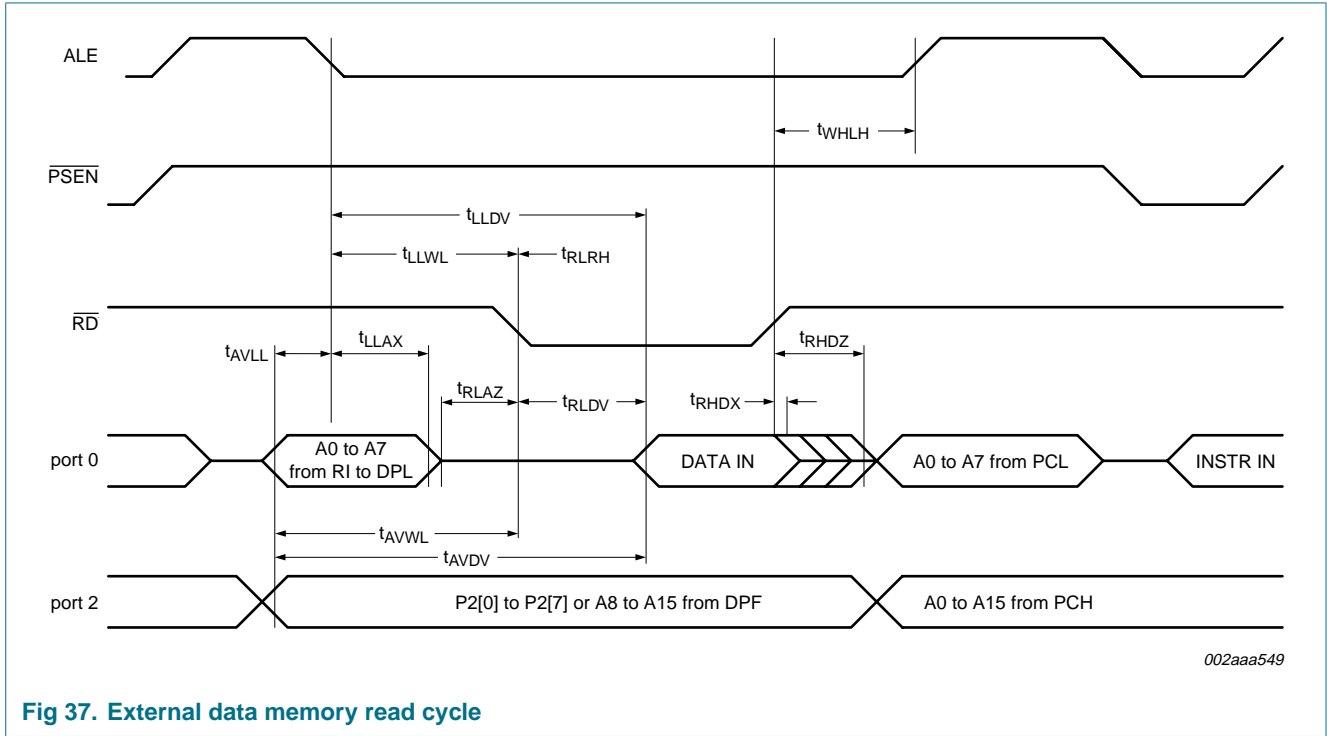 ALE
tWHLH
PSEN
tLLDV
tLLWL
tRLRH
RD
tAVLL
tLLAX
tRHDZ
tRLAZ
tRLDV
tRHDX
port 0
A0 to A7
from RI to DPL
DATA IN
A0 to A7 from PCL
INSTR IN
tAVWL
tAVDV
port 2
P2[0] to P2[7] or A8 to A15 from DPF
A0 to A15 from PCH
002aaa549
Fig 37. External data memory read cycle